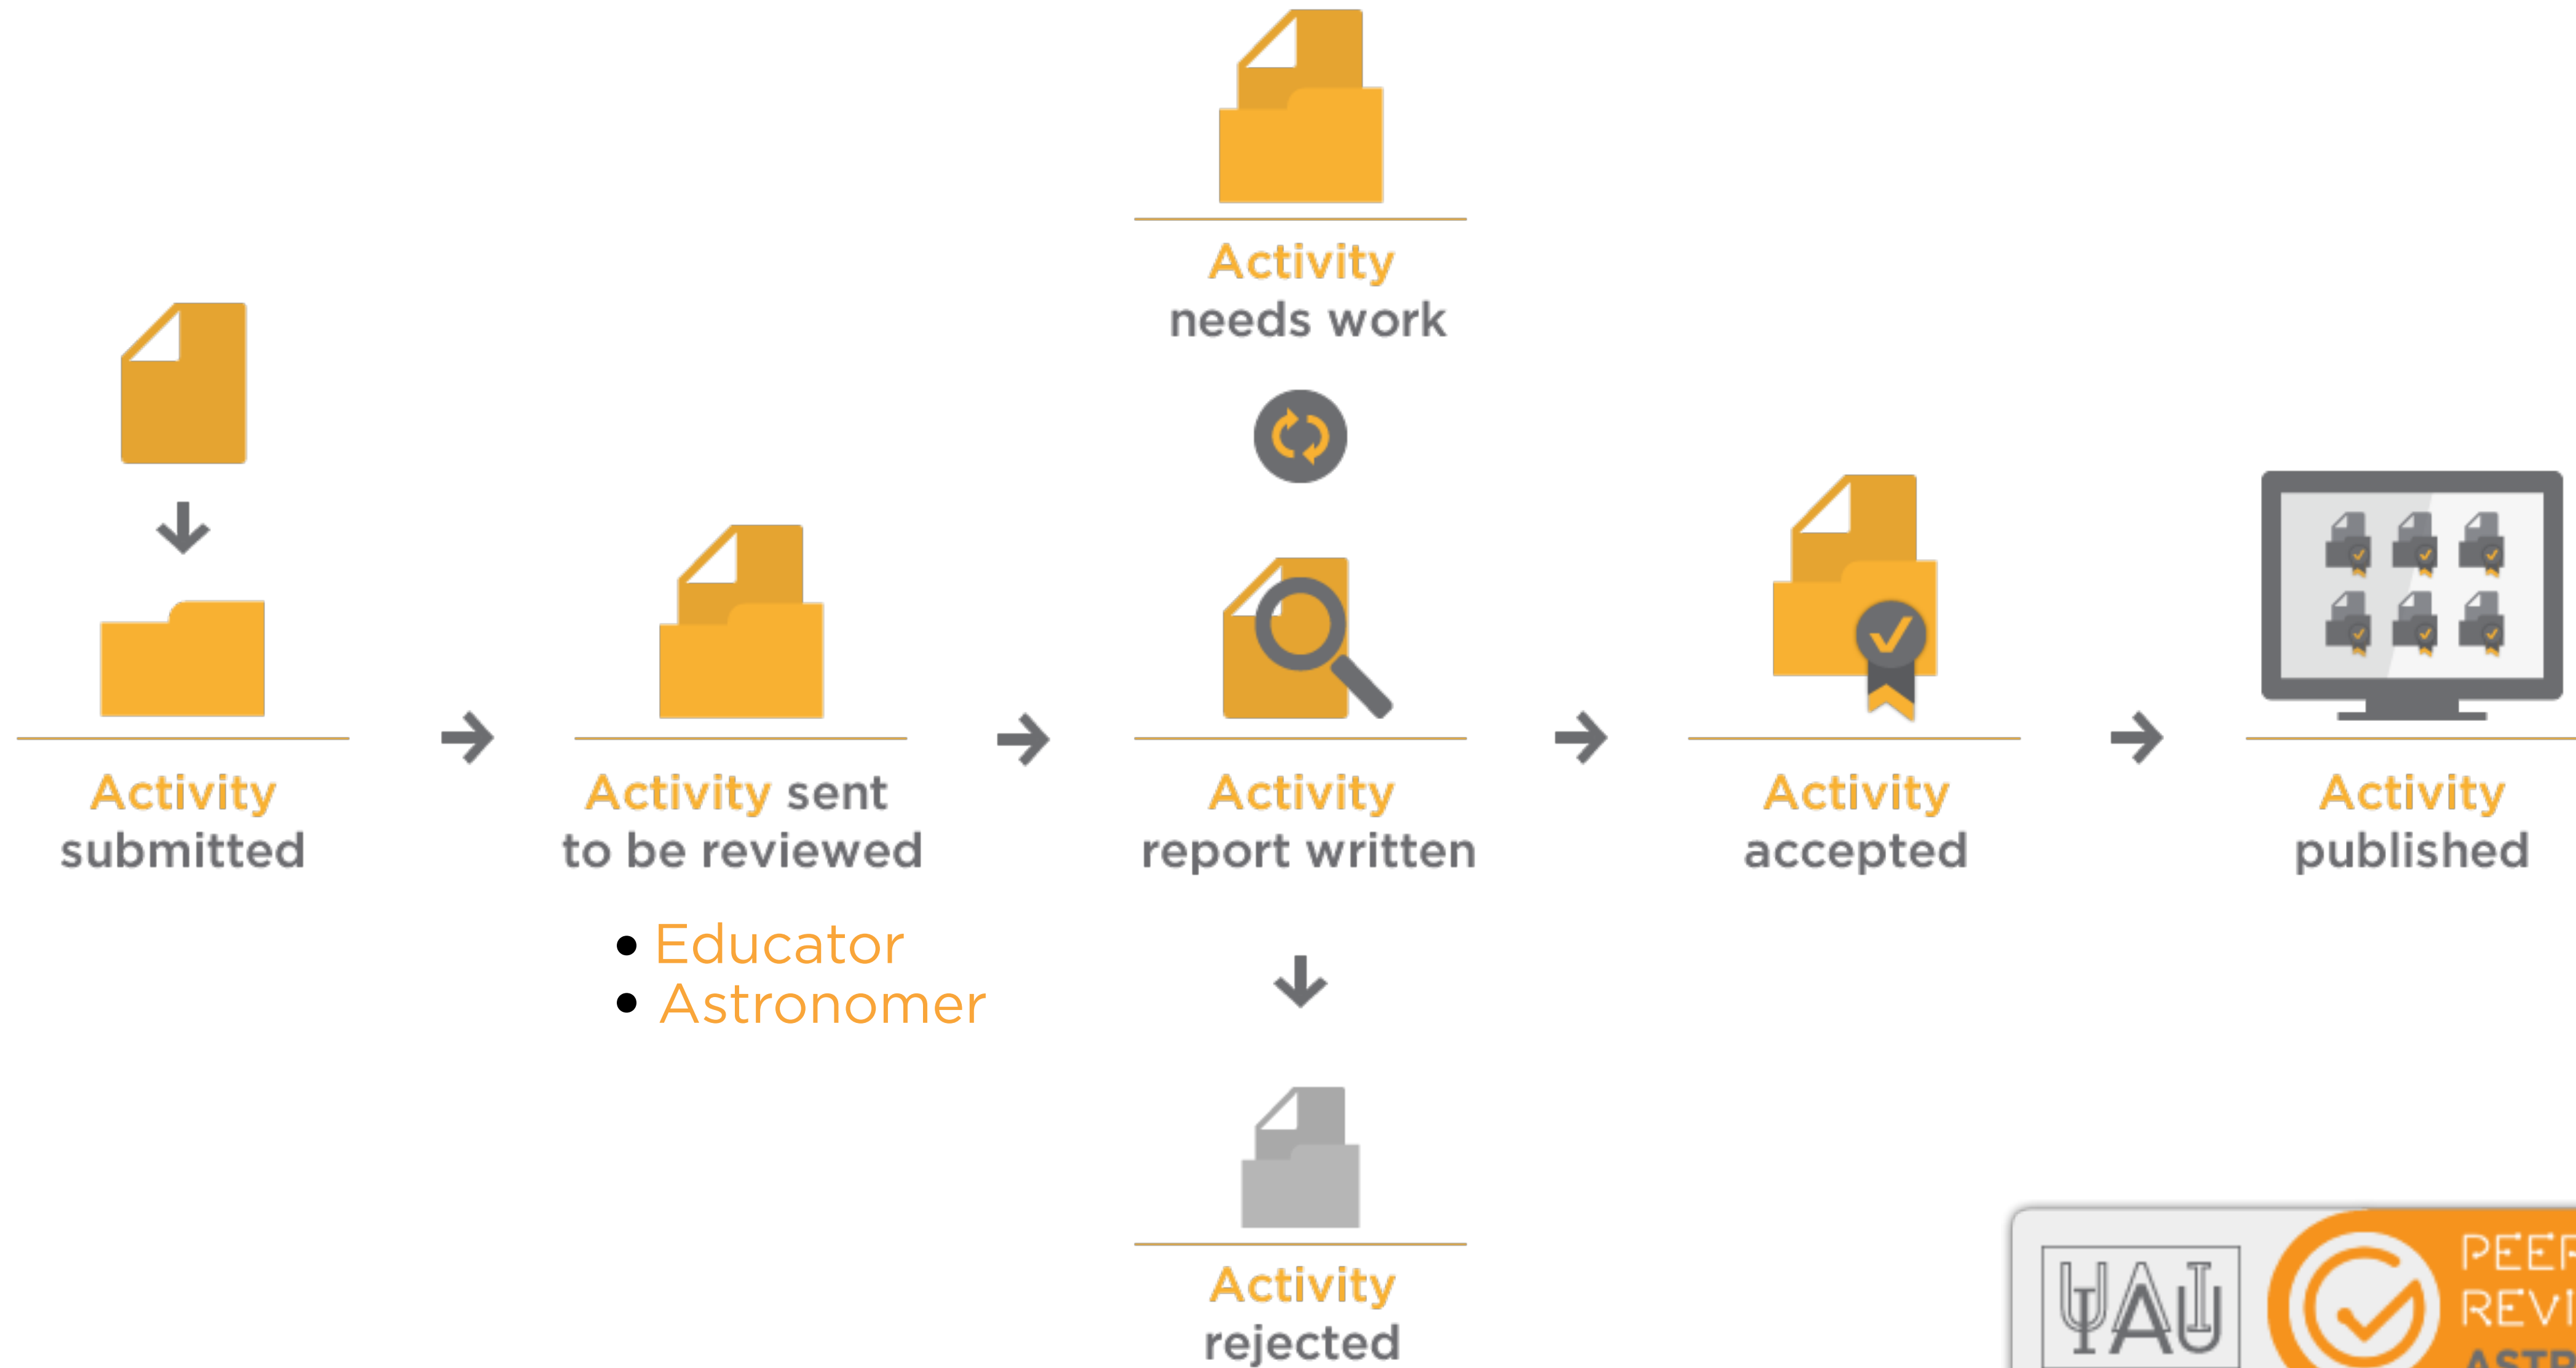 Activity
needs work
Activity
submitted
Activity sent
to be reviewed
• Educator
• Astronomer
Activity
report written
Activity
accepted
Activity
published
Activity
rejected
IAU